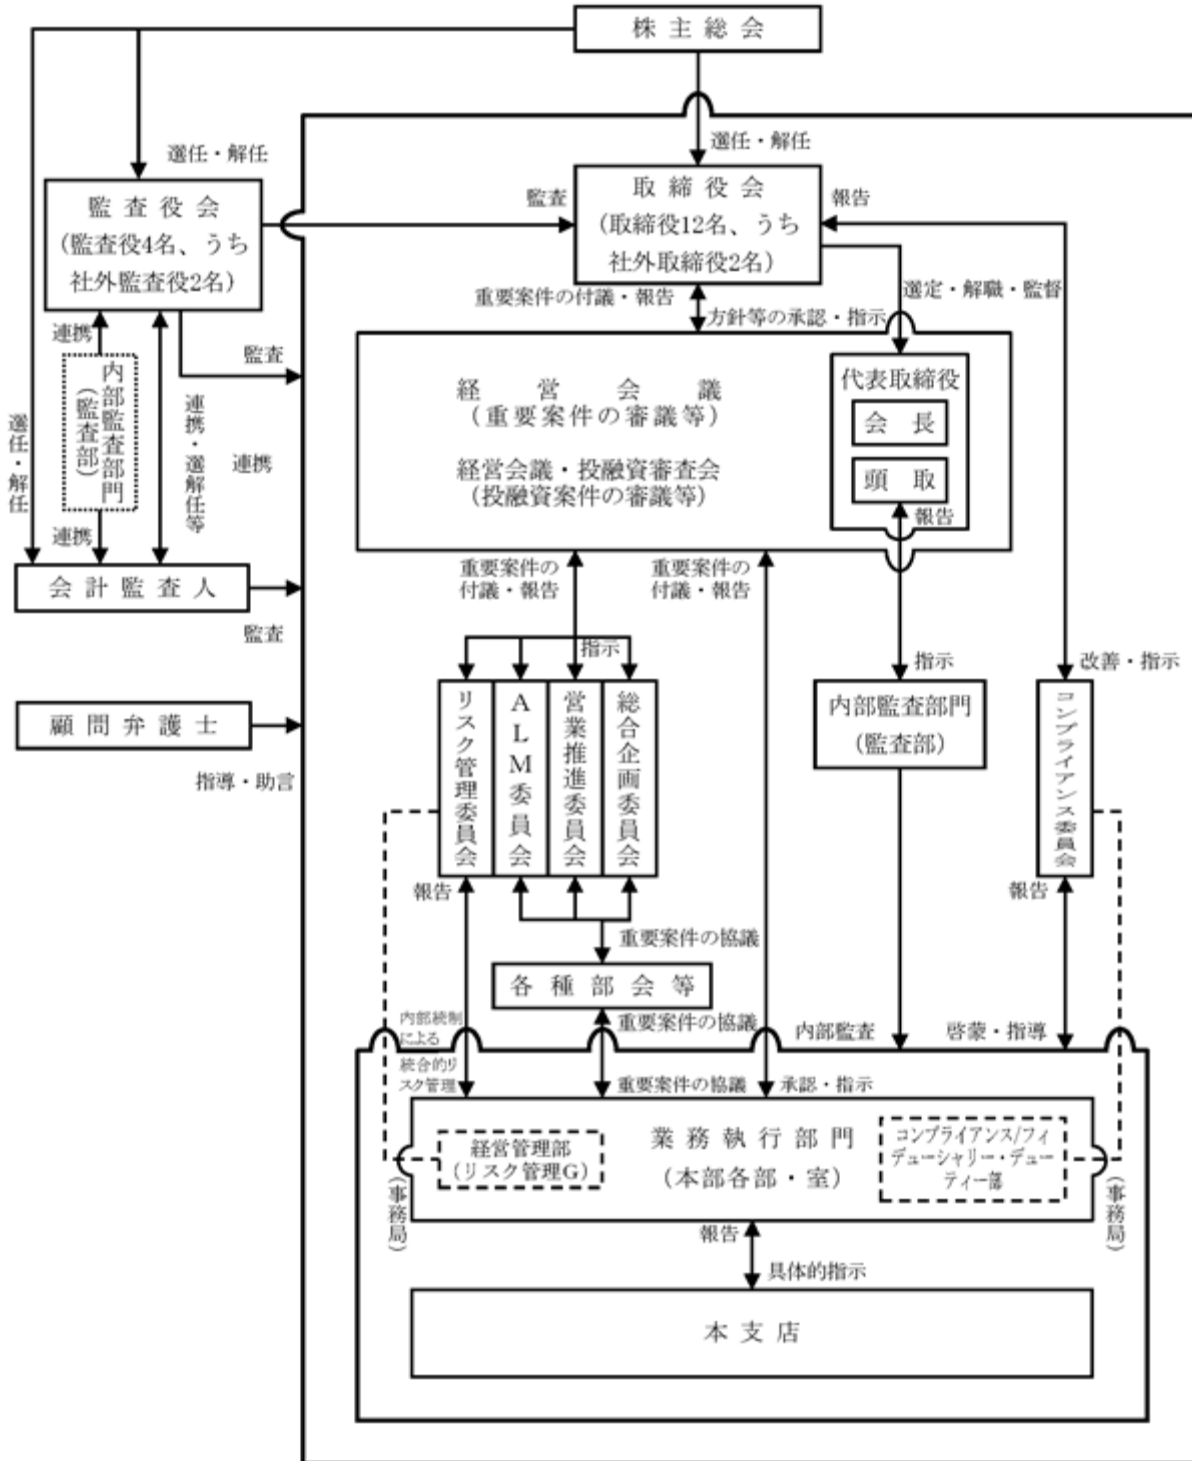 株主総会
選任・解任
選任・解任
監査役会
(監査役4名、うち
社外監査役2名)
監査
取締役会
(取締役12名、うち
社外取締役2名)
報告
選定・解職・監督
重要案件の付議・報告
方針等の承認・指示
連携
監査
内部監査部門
(監査部)
連携・選解任等
連携
選任・解任
連携
経営会議
(重要案件の審議等)
経営会議・投融資審査会
(投融資案件の審議等)
代表取締役
会長
頭取
報告
会計監査人
監査
重要案件の
付議・報告
重要案件の
付議・報告
指示
指示
改善・指示
顧問弁護士
指導・助言
リスク管理委員会
ALM委員会
営業推進委員会
総合企画委員会
内部監査部門
(監査部)
コンプライアンス委員会
報告
報告
重要案件の協議
各種部会等
内部統制
による
統合的リ
スク管理
重要案件の協議
内部監査
啓蒙・指導
重要案件の協議
承認・指示
経営管理部
(リスク管理G)
業務執行部門
(本部各部・室)
コンプライアンス/フィ
デューシャリー・デュー
ティー部
(事務局)
(事務局)
報告
具体的指示
本支店